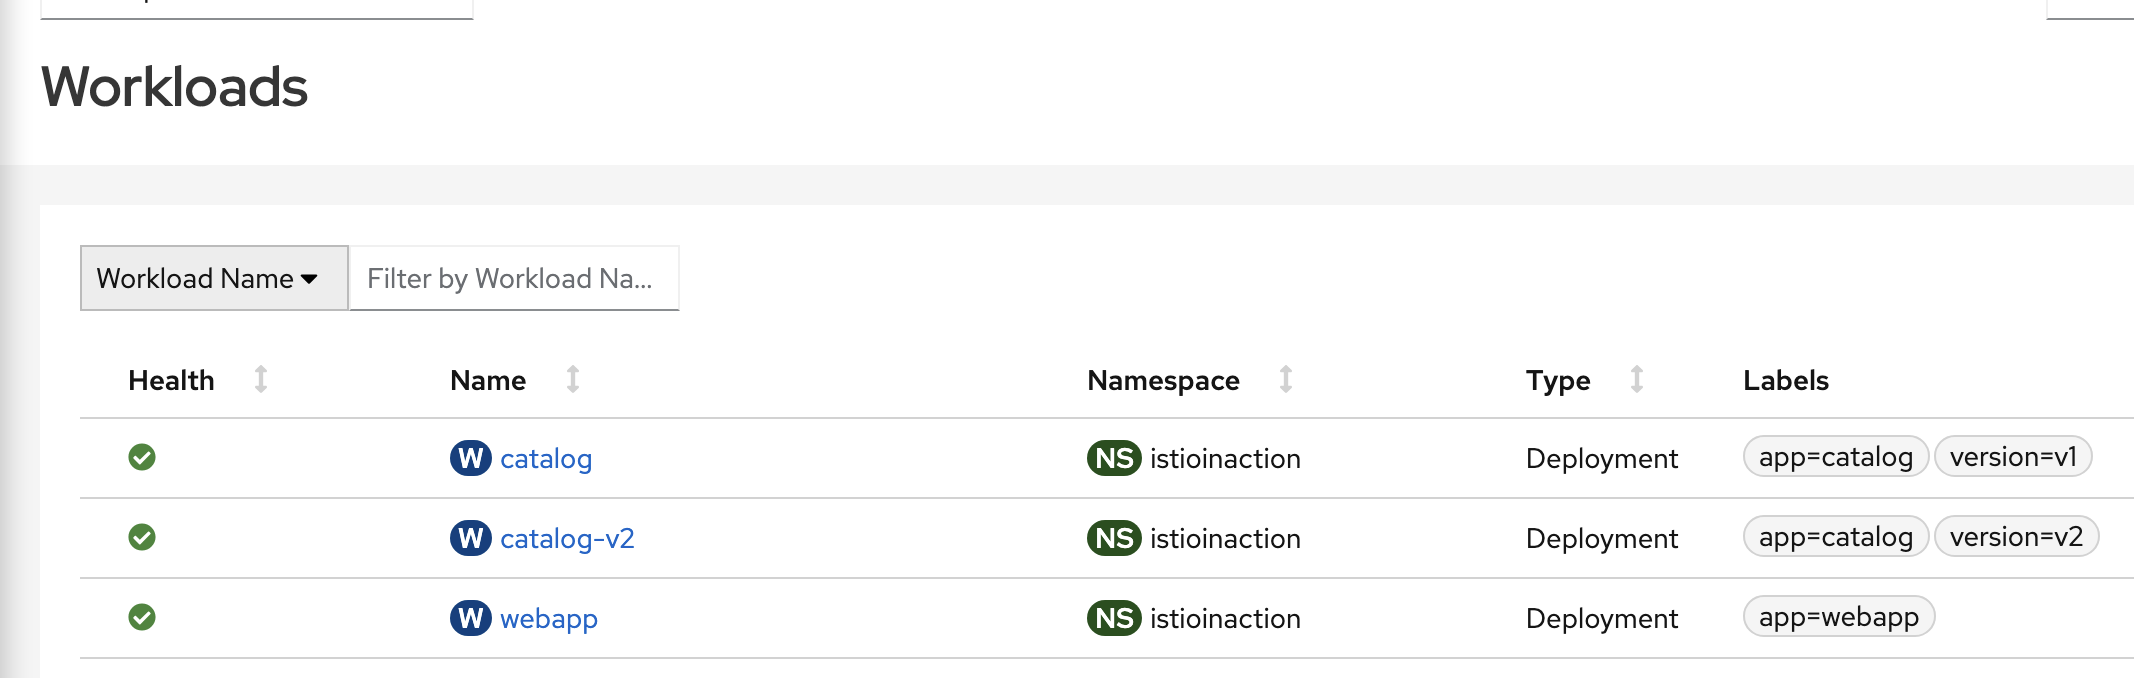 Workloads
Workload Name Filter by Workload Na...
Health Name Namespace Type Labels
W catalog NS istioinaction Deployment app=catalog version=v1
W catalog-v2 NS istioinaction Deployment app=catalog version=v2
W webapp NS istioinaction Deployment app=webapp